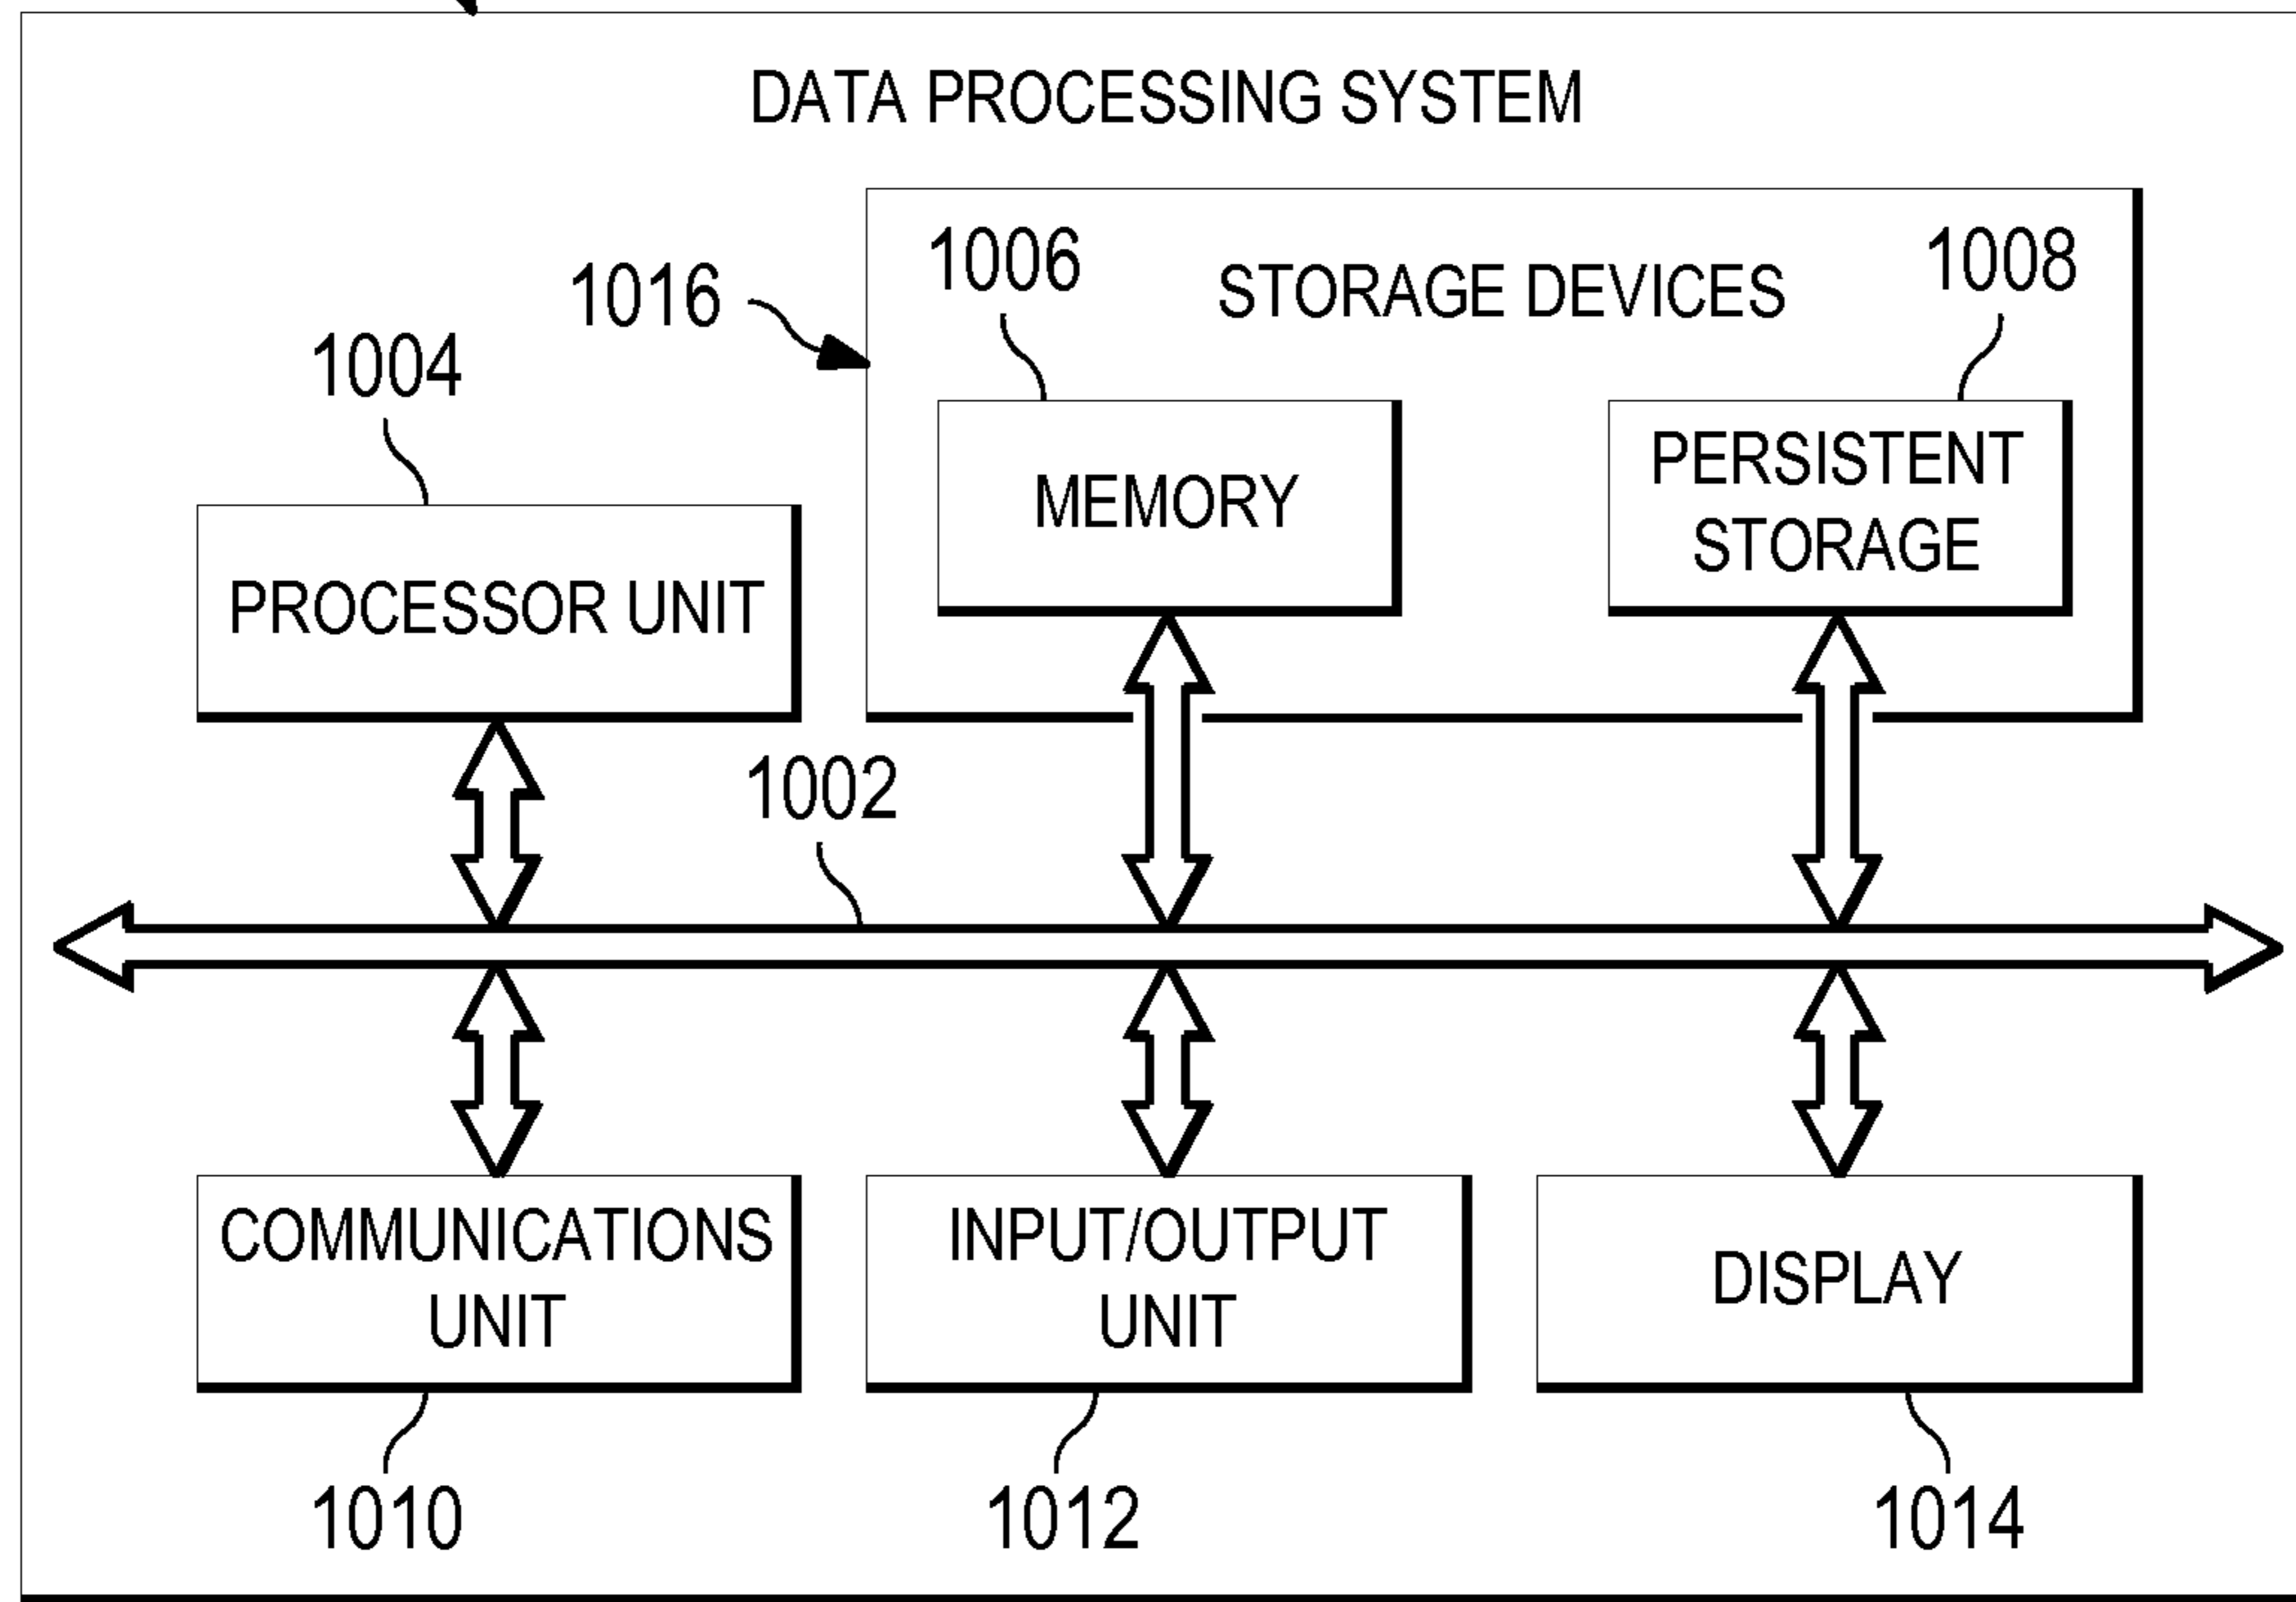 DATA PROCESSING SYSTEM
1016
1006
STORAGE DEVICES
1008
1004
MEMORY
PERSISTENT
STORAGE
PROCESSOR UNIT
1002
COMMUNICATIONS
UNIT
INPUT/OUTPUT
UNIT
DISPLAY
1010
1012
1014